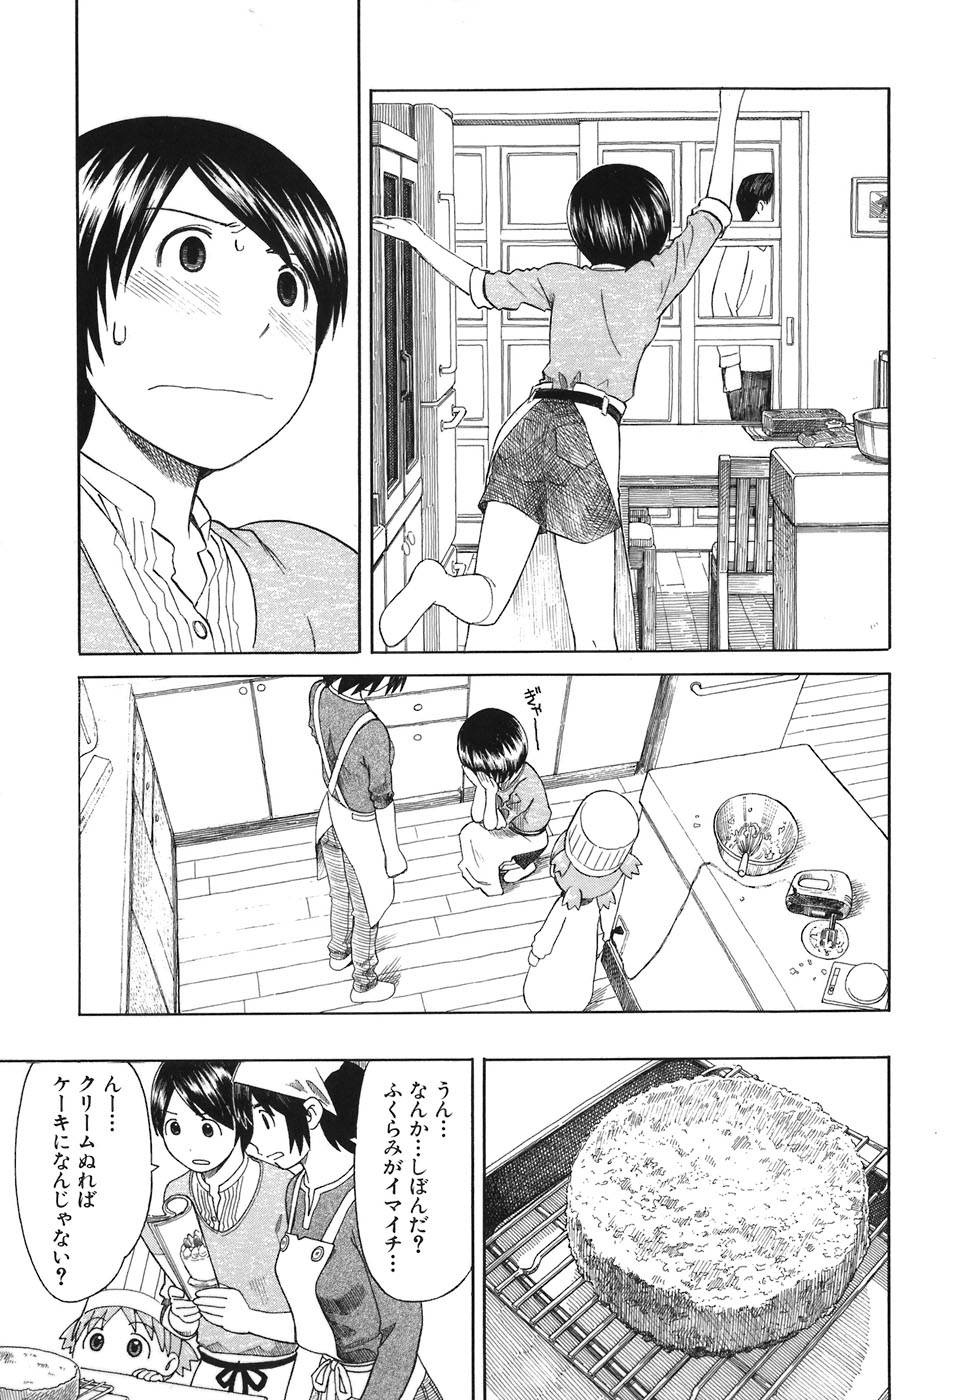 ぎゃー
うん…
なんか…しぼんだ？
ふくらみがイマイチ…
んー…
クリームぬれば
ケーキになんじゃない？